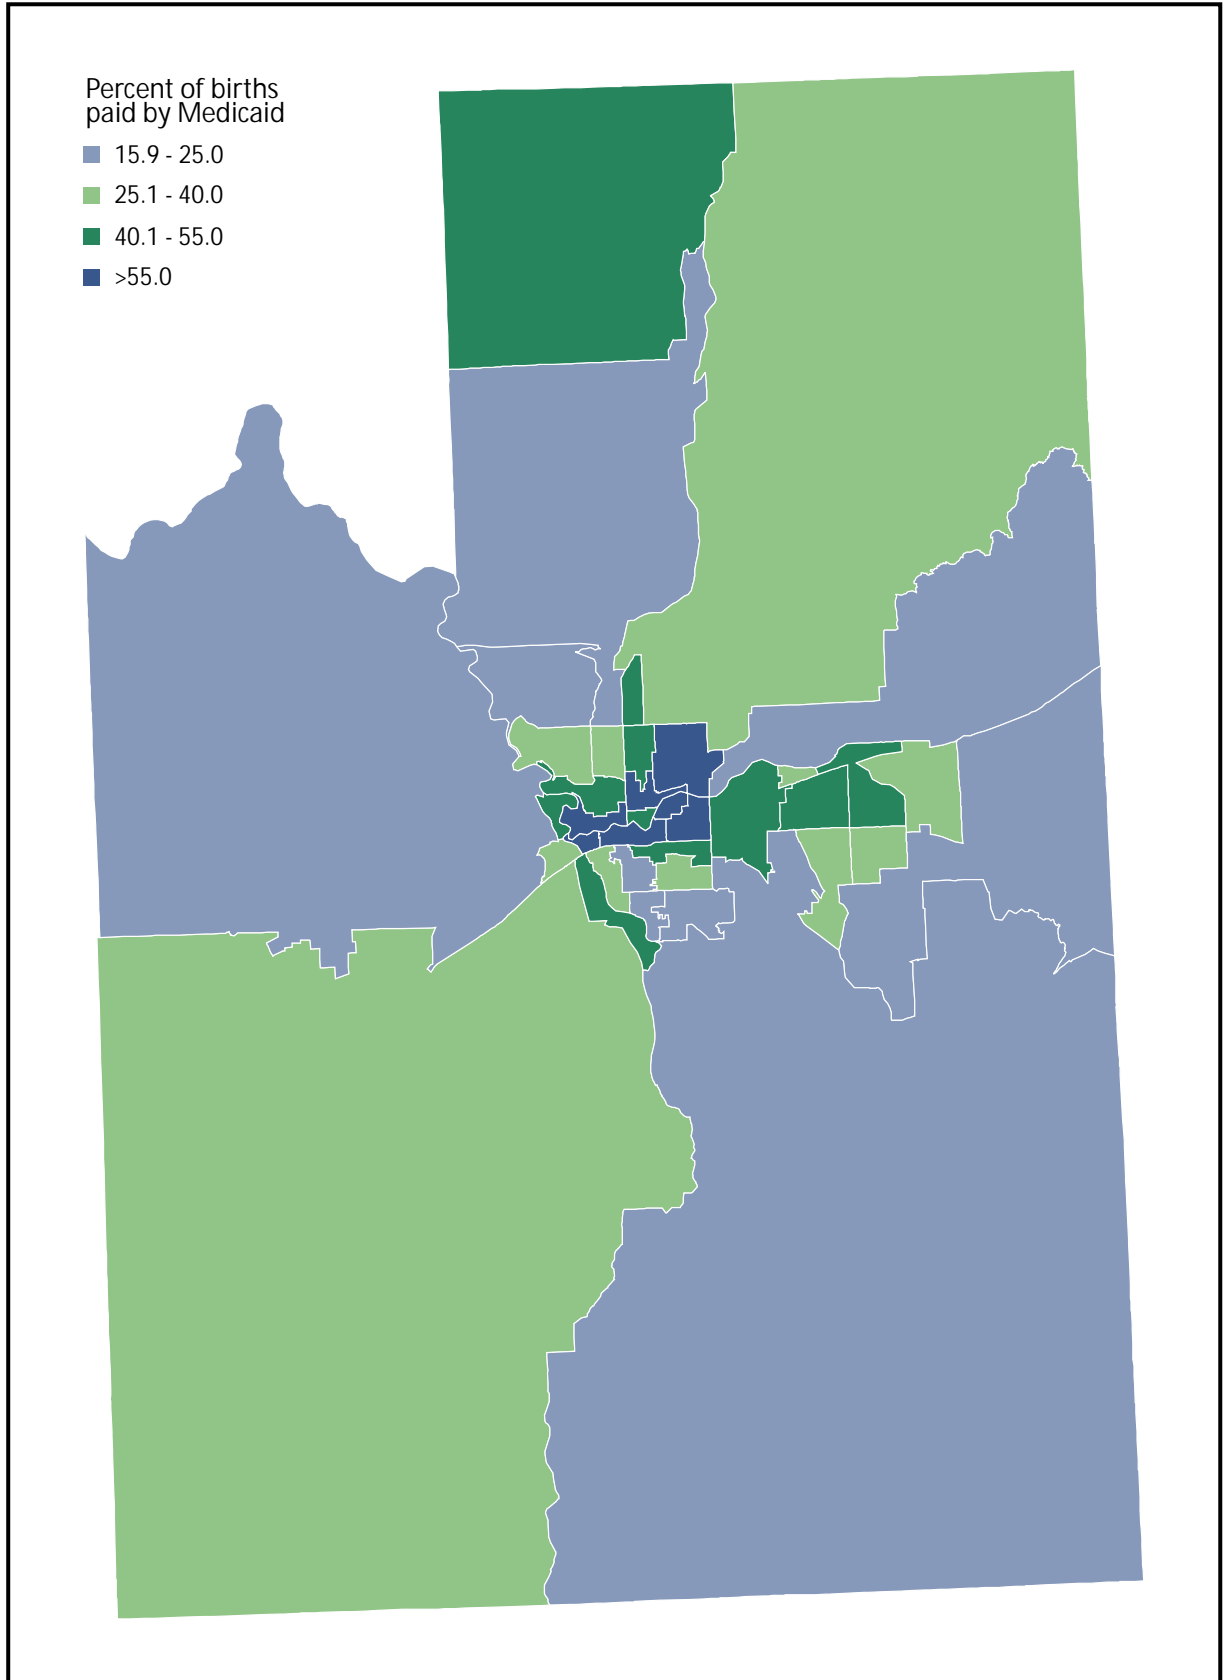 Percent of births
paid by Medicaid
15.9 - 25.0
25.1 - 40.0
40.1 - 55.0
>55.0